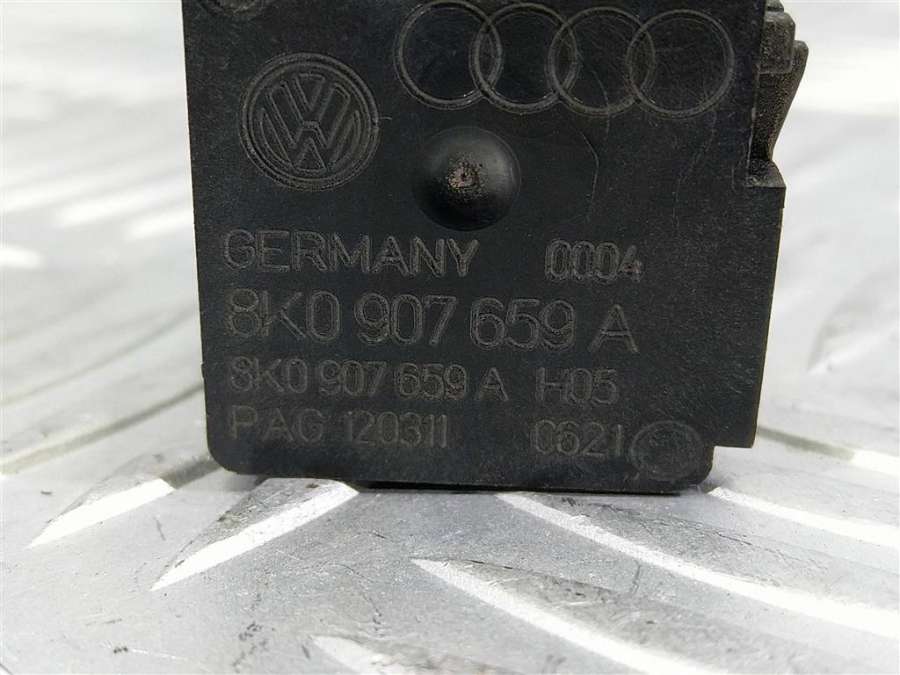 GERMANY 0004
8K0 907 659 A
8K0 907 659 A H05
PAG 120311 0621